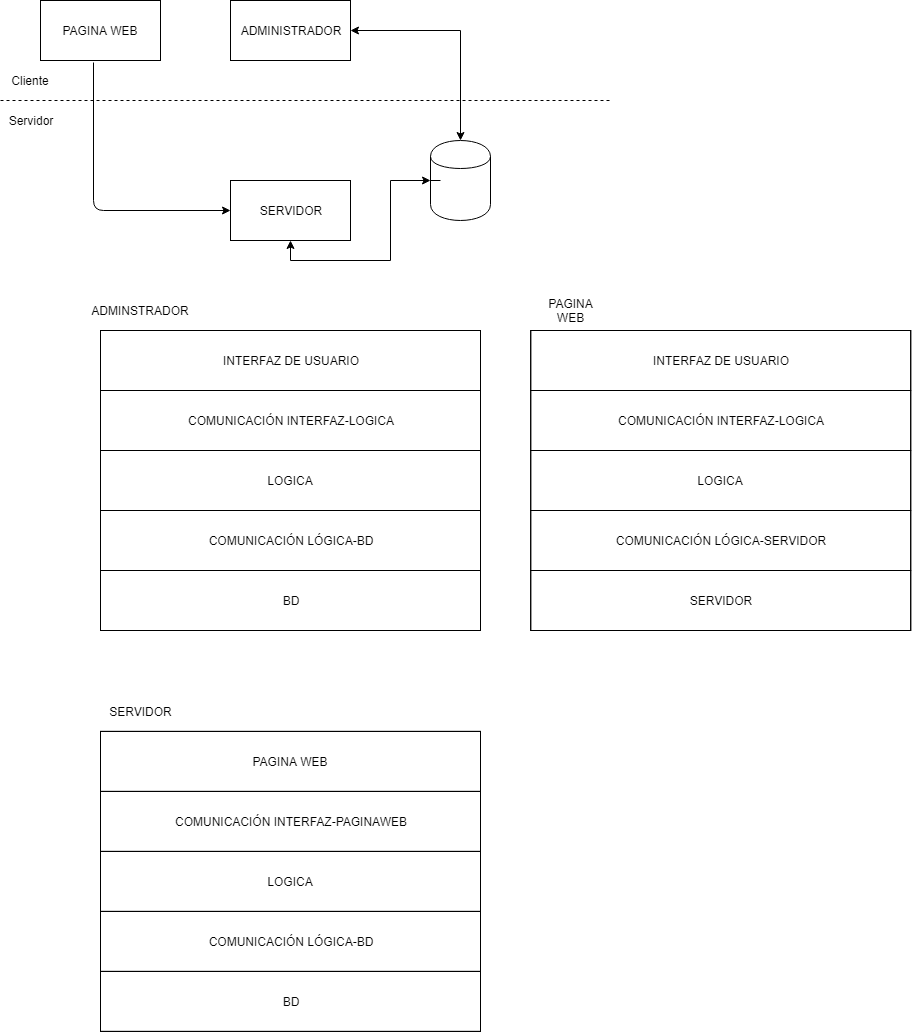 PAGINA WEB
ADMINISTRADOR
Cliente
Servidor
SERVIDOR
ADMINSTRADOR
INTERFAZ DE USUARIO
COMUNICACIÓN INTERFAZ-LOGICA
LOGICA
COMUNICACIÓN LÓGICA-BD
BD
PAGINA
WEB
INTERFAZ DE USUARIO
COMUNICACIÓN INTERFAZ-LOGICA
LOGICA
COMUNICACIÓN LÓGICA-SERVIDOR
SERVIDOR
SERVIDOR
PAGINA WEB
COMUNICACIÓN INTERFAZ-PAGINAWEB
LOGICA
COMUNICACIÓN LÓGICA-BD
BD